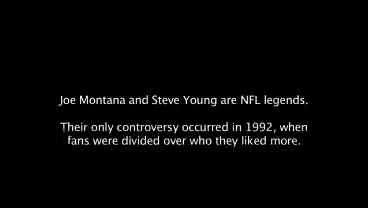 Joe Montana and Steve Young are NFL legends.
Their only controversy occurred in 1992, when
fans were divided over who they liked more.